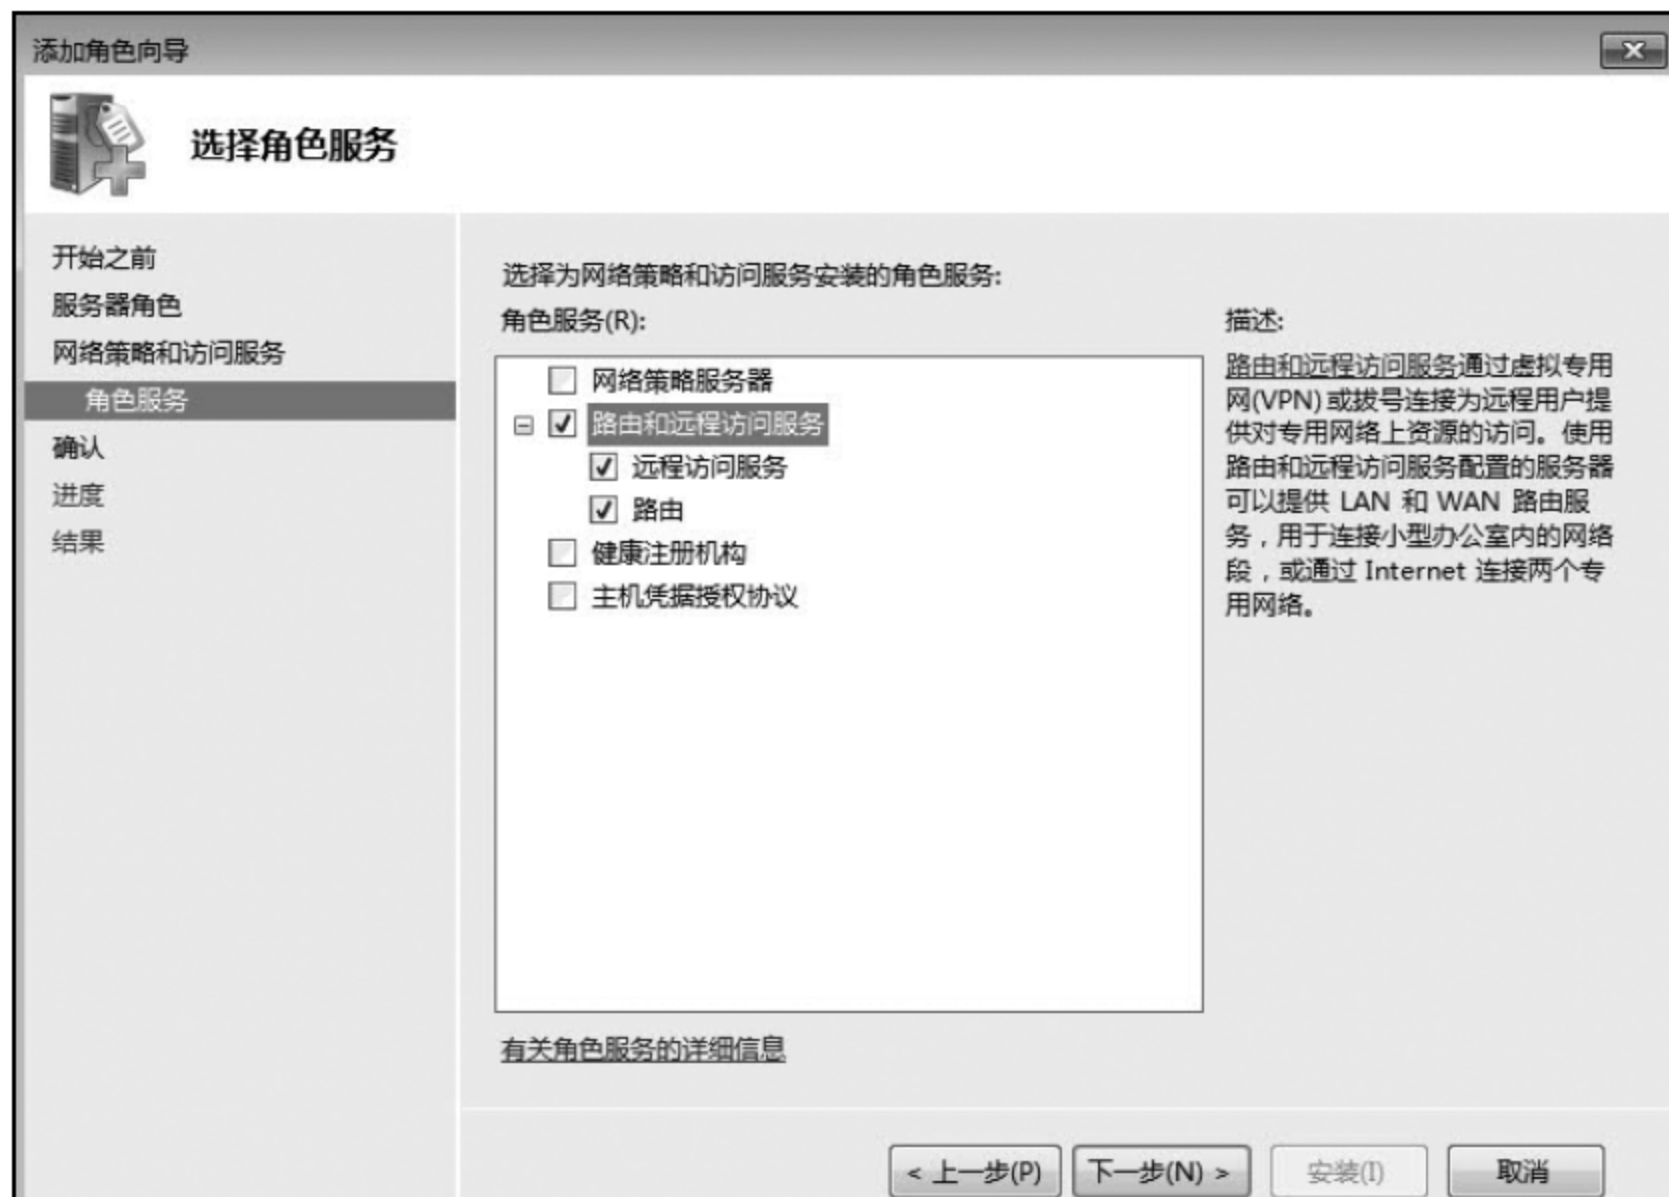 添加角色向导
选择角色服务
开始之前
服务器角色
网络策略和访问服务
角色服务
确认
进度
结果
选择为网络策略和访问服务安装的角色服务:
角色服务(R):
网络策略服务器
路由和远程访问服务
远程访问服务
路由
健康注册机构
主机凭据授权协议
有关角色服务的详细信息
描述:
路由和远程访问服务通过虚拟专用
网(VPN)或拔号连接为远程用户提
供对专用网络上资源的访问。使用
路由和远程访问服务配置的服务器
可以提供 LAN 和 WAN 路由服
务，用于连接小型办公室内的网络
段，或通过 Internet 连接两个专
用网络。
< 上一步(P)
下一步(N) >
安装(I)
取消